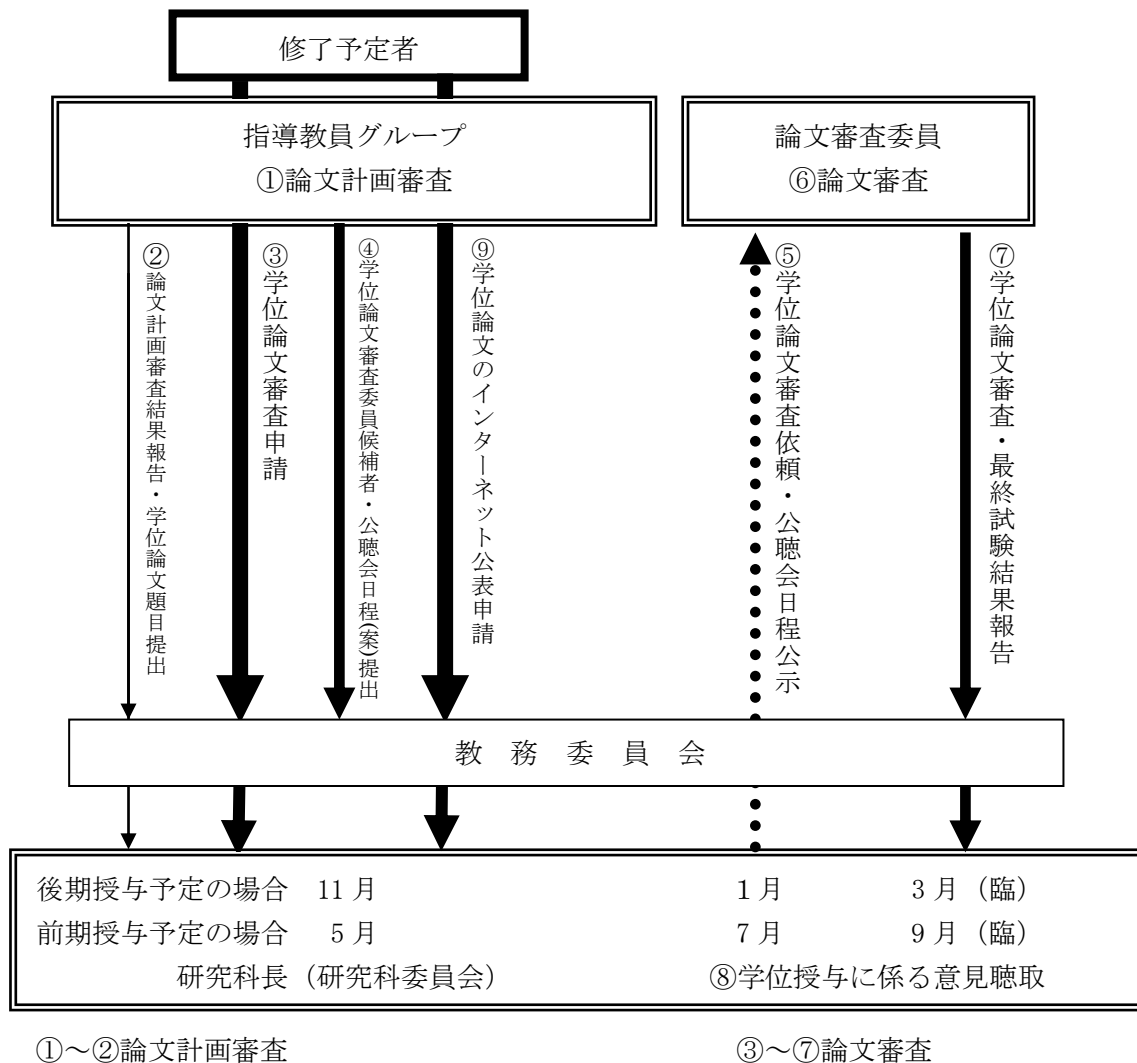 修了予定者
指導教員グループ
①論文計画審査
論文審査委員
⑥論文審査
②論文計画審査結果報告・学位論文題目提出
③学位論文審査申請
④学位論文審査委員候補者・公聴会日程(案)提出
⑨学位論文のインターネット公表申請
⑤学位論文審査依頼・公聴会日程公示
⑦学位論文審査・最終試験結果報告
教 務 委 員 会
後期授与予定の場合 11月 1月 3月（臨）
前期授与予定の場合 5月 7月 9月（臨）
研究科長（研究科委員会） ⑧学位授与に係る意見聴取
①～②論文計画審査 ③～⑦論文審査